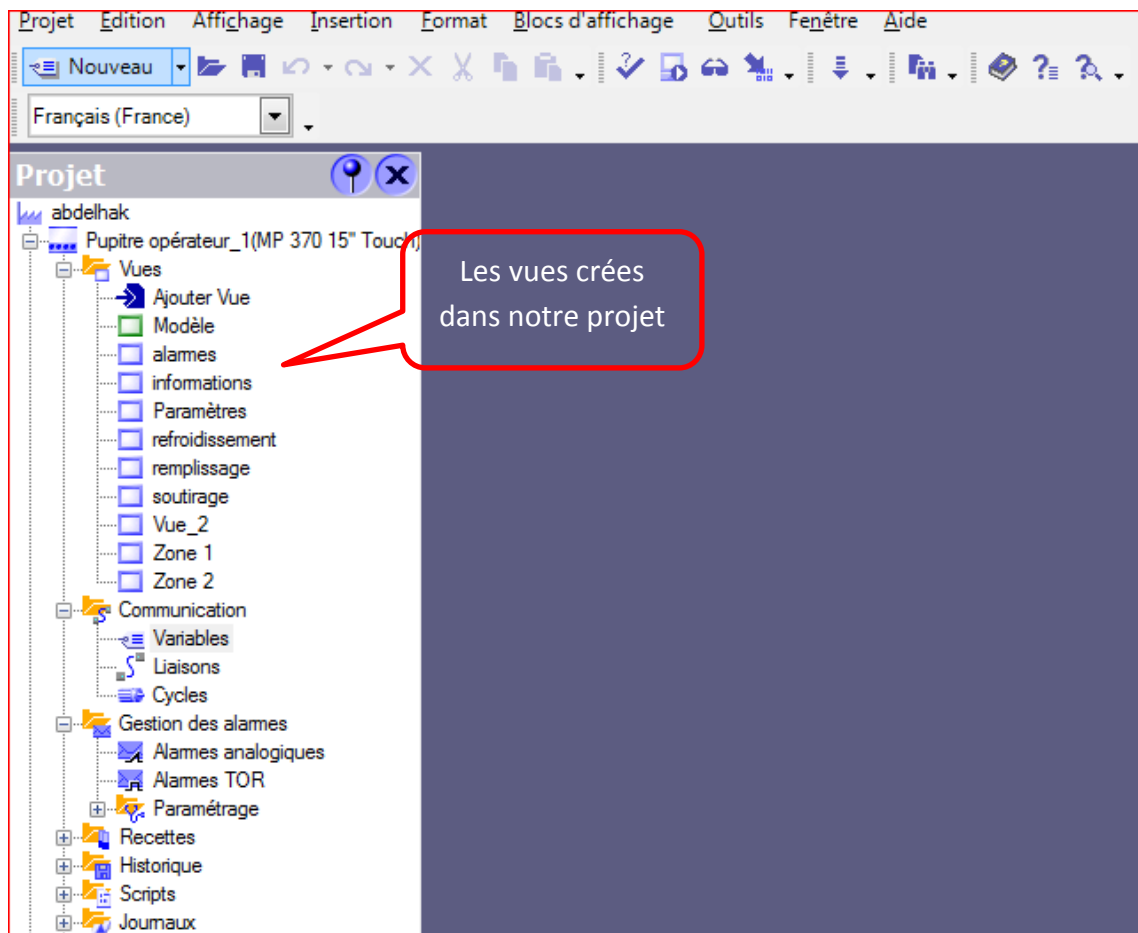 Projet Edition Affichage Insertion Format Blocs d'affichage Outils Fenêtre Aide
Nouveau
Français (France)
Projet
abdelhak
Pupitre opérateur_1(MP 370 15" Touch)
Vues
Ajouter Vue
Modèle
alarmes
informations
Paramètres
refroidissement
remplissage
soutirage
Vue_2
Zone 1
Zone 2
Communication
Variables
Liaisons
Cycles
Gestion des alarmes
Alarmes analogiques
Alarmes TOR
Paramétrage
Recettes
Historique
Scripts
Journaux
Les vues crées
dans notre projet